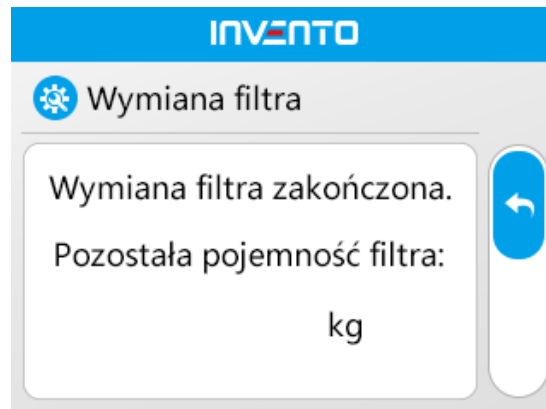 INVENTO
Wymiana filtra
Wymiana filtra zakończona.
Pozostała pojemność filtra:
kg